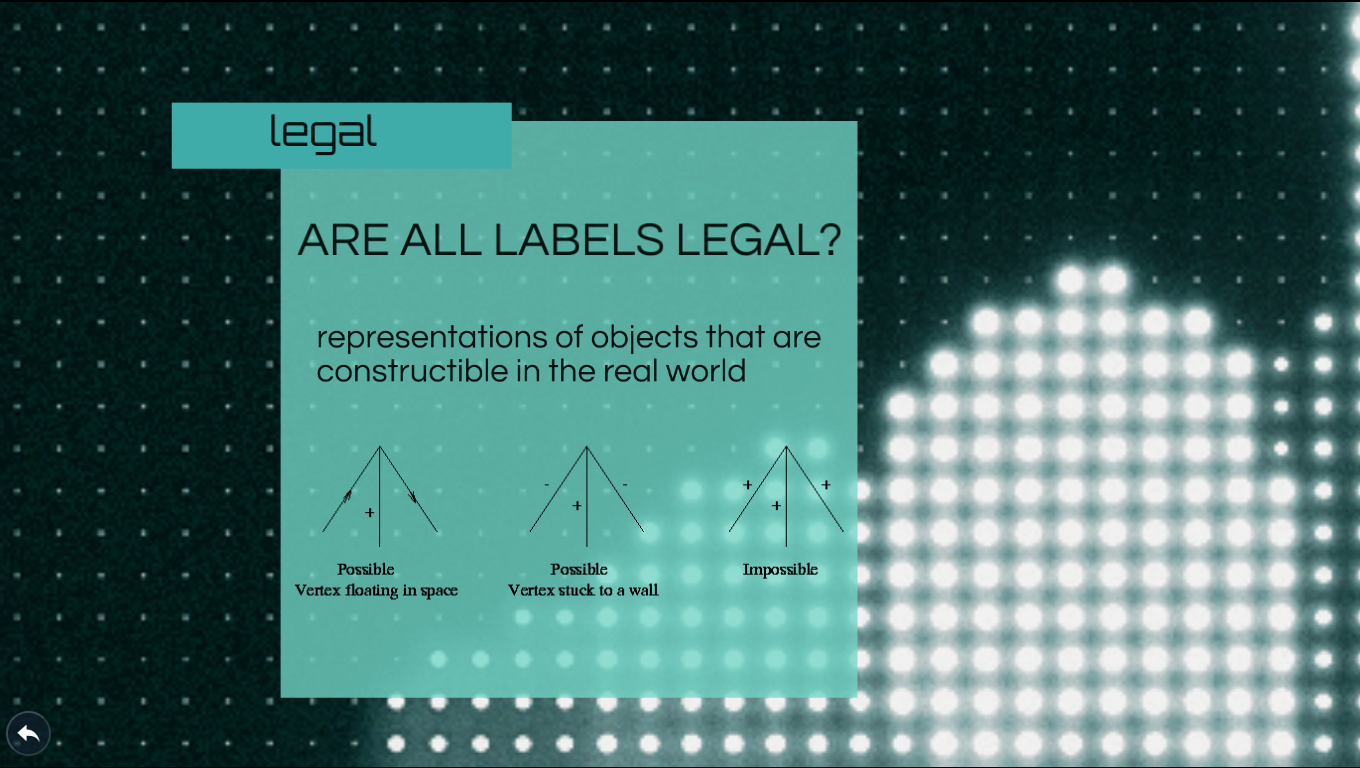 legal
ARE ALL LABELS LEGAL?
representations of objects that are
constructible in the real world
+
- + -
+ + +
Possible
Vertex floating in space
Possible
Vertex stuck to a wall
Impossible